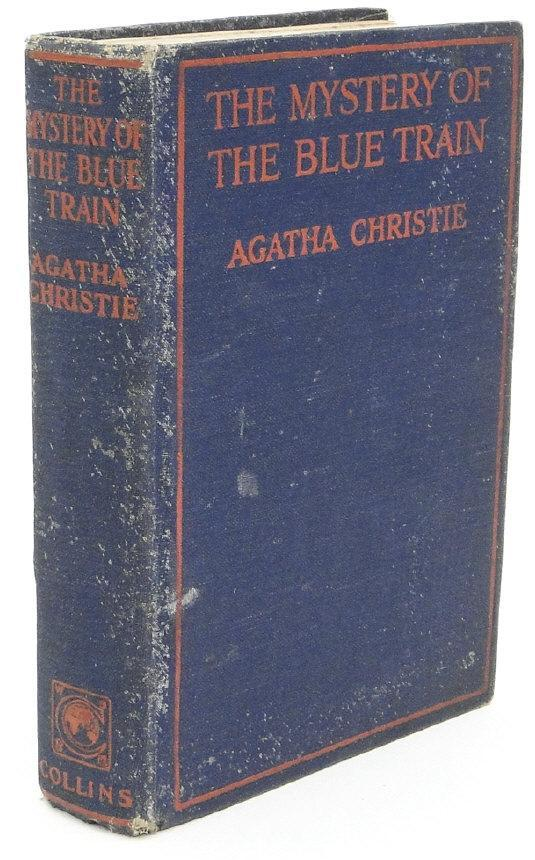 THE
MYSTERY OF
THE BLUE
TRAIN
AGATHA
CHRISTIE
COLLINS
THE MYSTERY OF
THE BLUE TRAIN
AGATHA CHRISTIE